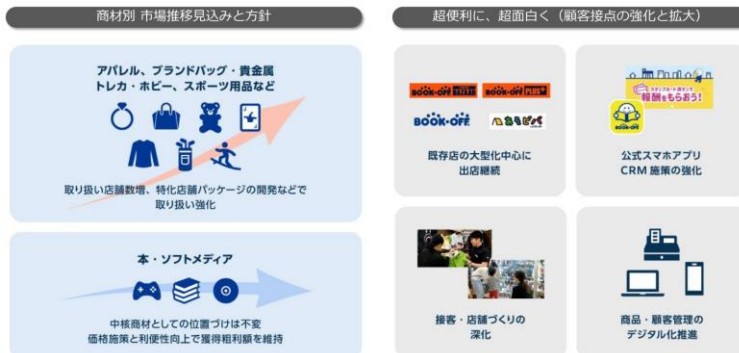 商材別 市場推移見込みと方針
アパレル、ブランドバッグ・貴金属
トレカ・ホビー、スポーツ用品など
取り扱い店舗数増、特化店舗パッケージの開発などで
取り扱い強化
本・ソフトメディア
中核商材としての位置づけは不変
価格施策と利便性向上で獲得粗利額を維持
超便利に、超面白く（顧客接点の強化と拡大）
BOOK-OFF
BOOK-OFF PLUS
BOOK-OFF
あそビバ
既存店の大型化中心に
出店継続
報酬をもらおう!
公式スマホアプリ
CRM 施策の強化
接客・店舗づくりの
深化
商品・顧客管理の
デジタル化推進